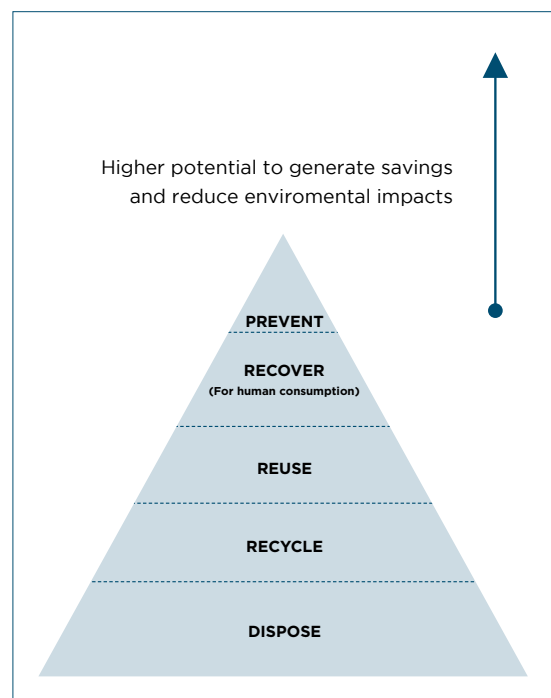 Higher potential to generate savings
and reduce enviromental impacts
PREVENT
RECOVER
(For human consumption)
REUSE
RECYCLE
DISPOSE